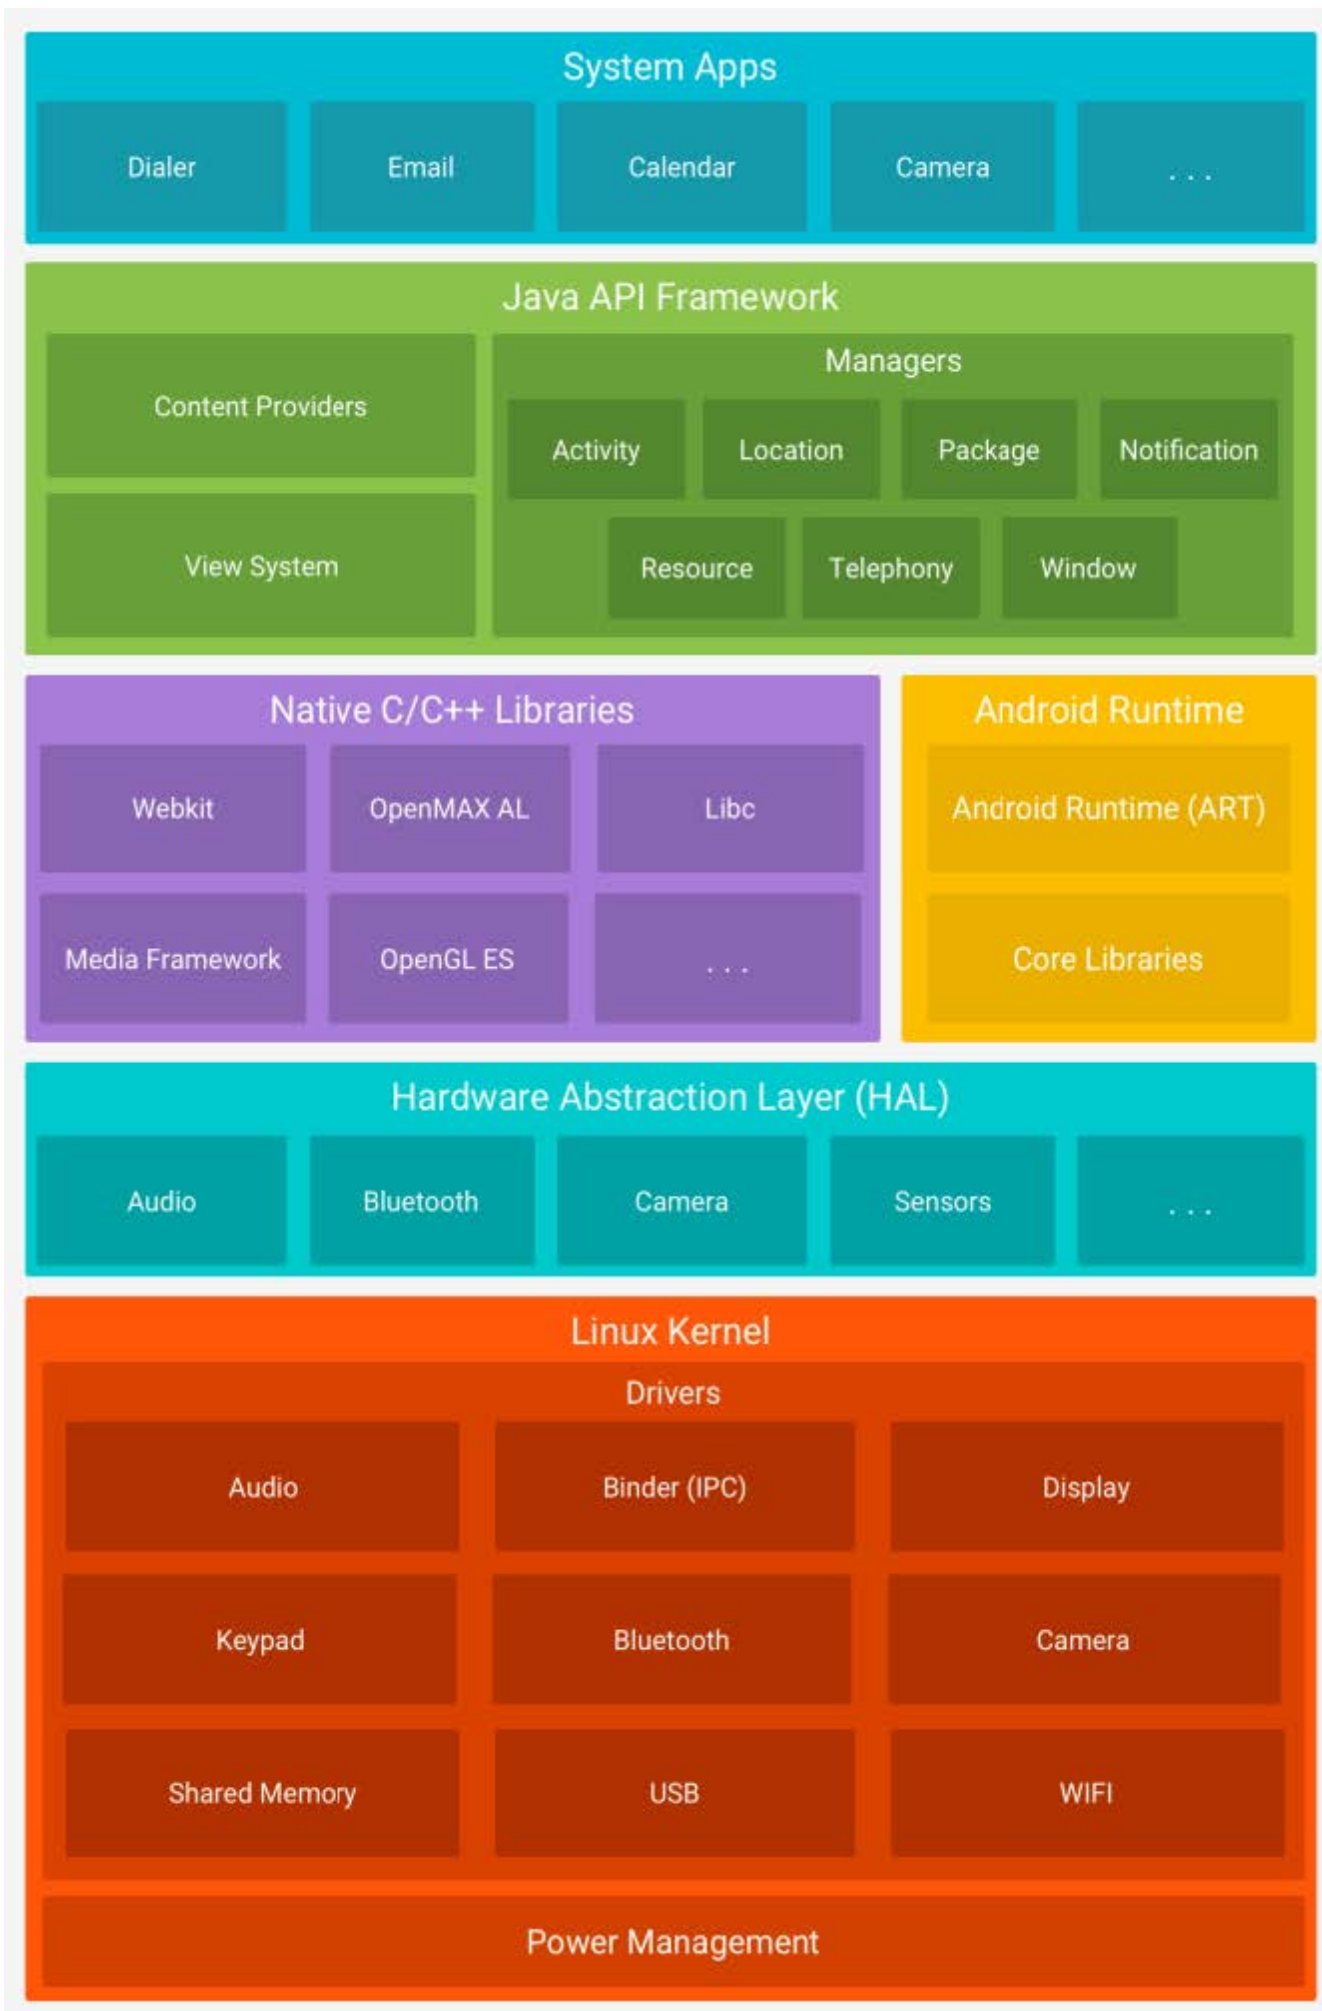 System Apps
Dialer Email Calendar Camera . . .
Java API Framework
Content Providers
View System
Managers
Activity Location Package Notification
Resource Telephony Window
Native C/C++ Libraries
Webkit OpenMAX AL Libc
Media Framework OpenGL ES . . .
Android Runtime
Android Runtime (ART)
Core Libraries
Hardware Abstraction Layer (HAL)
Audio Bluetooth Camera Sensors . . .
Linux Kernel
Drivers
Audio Binder (IPC) Display
Keypad Bluetooth Camera
Shared Memory USB WIFI
Power Management